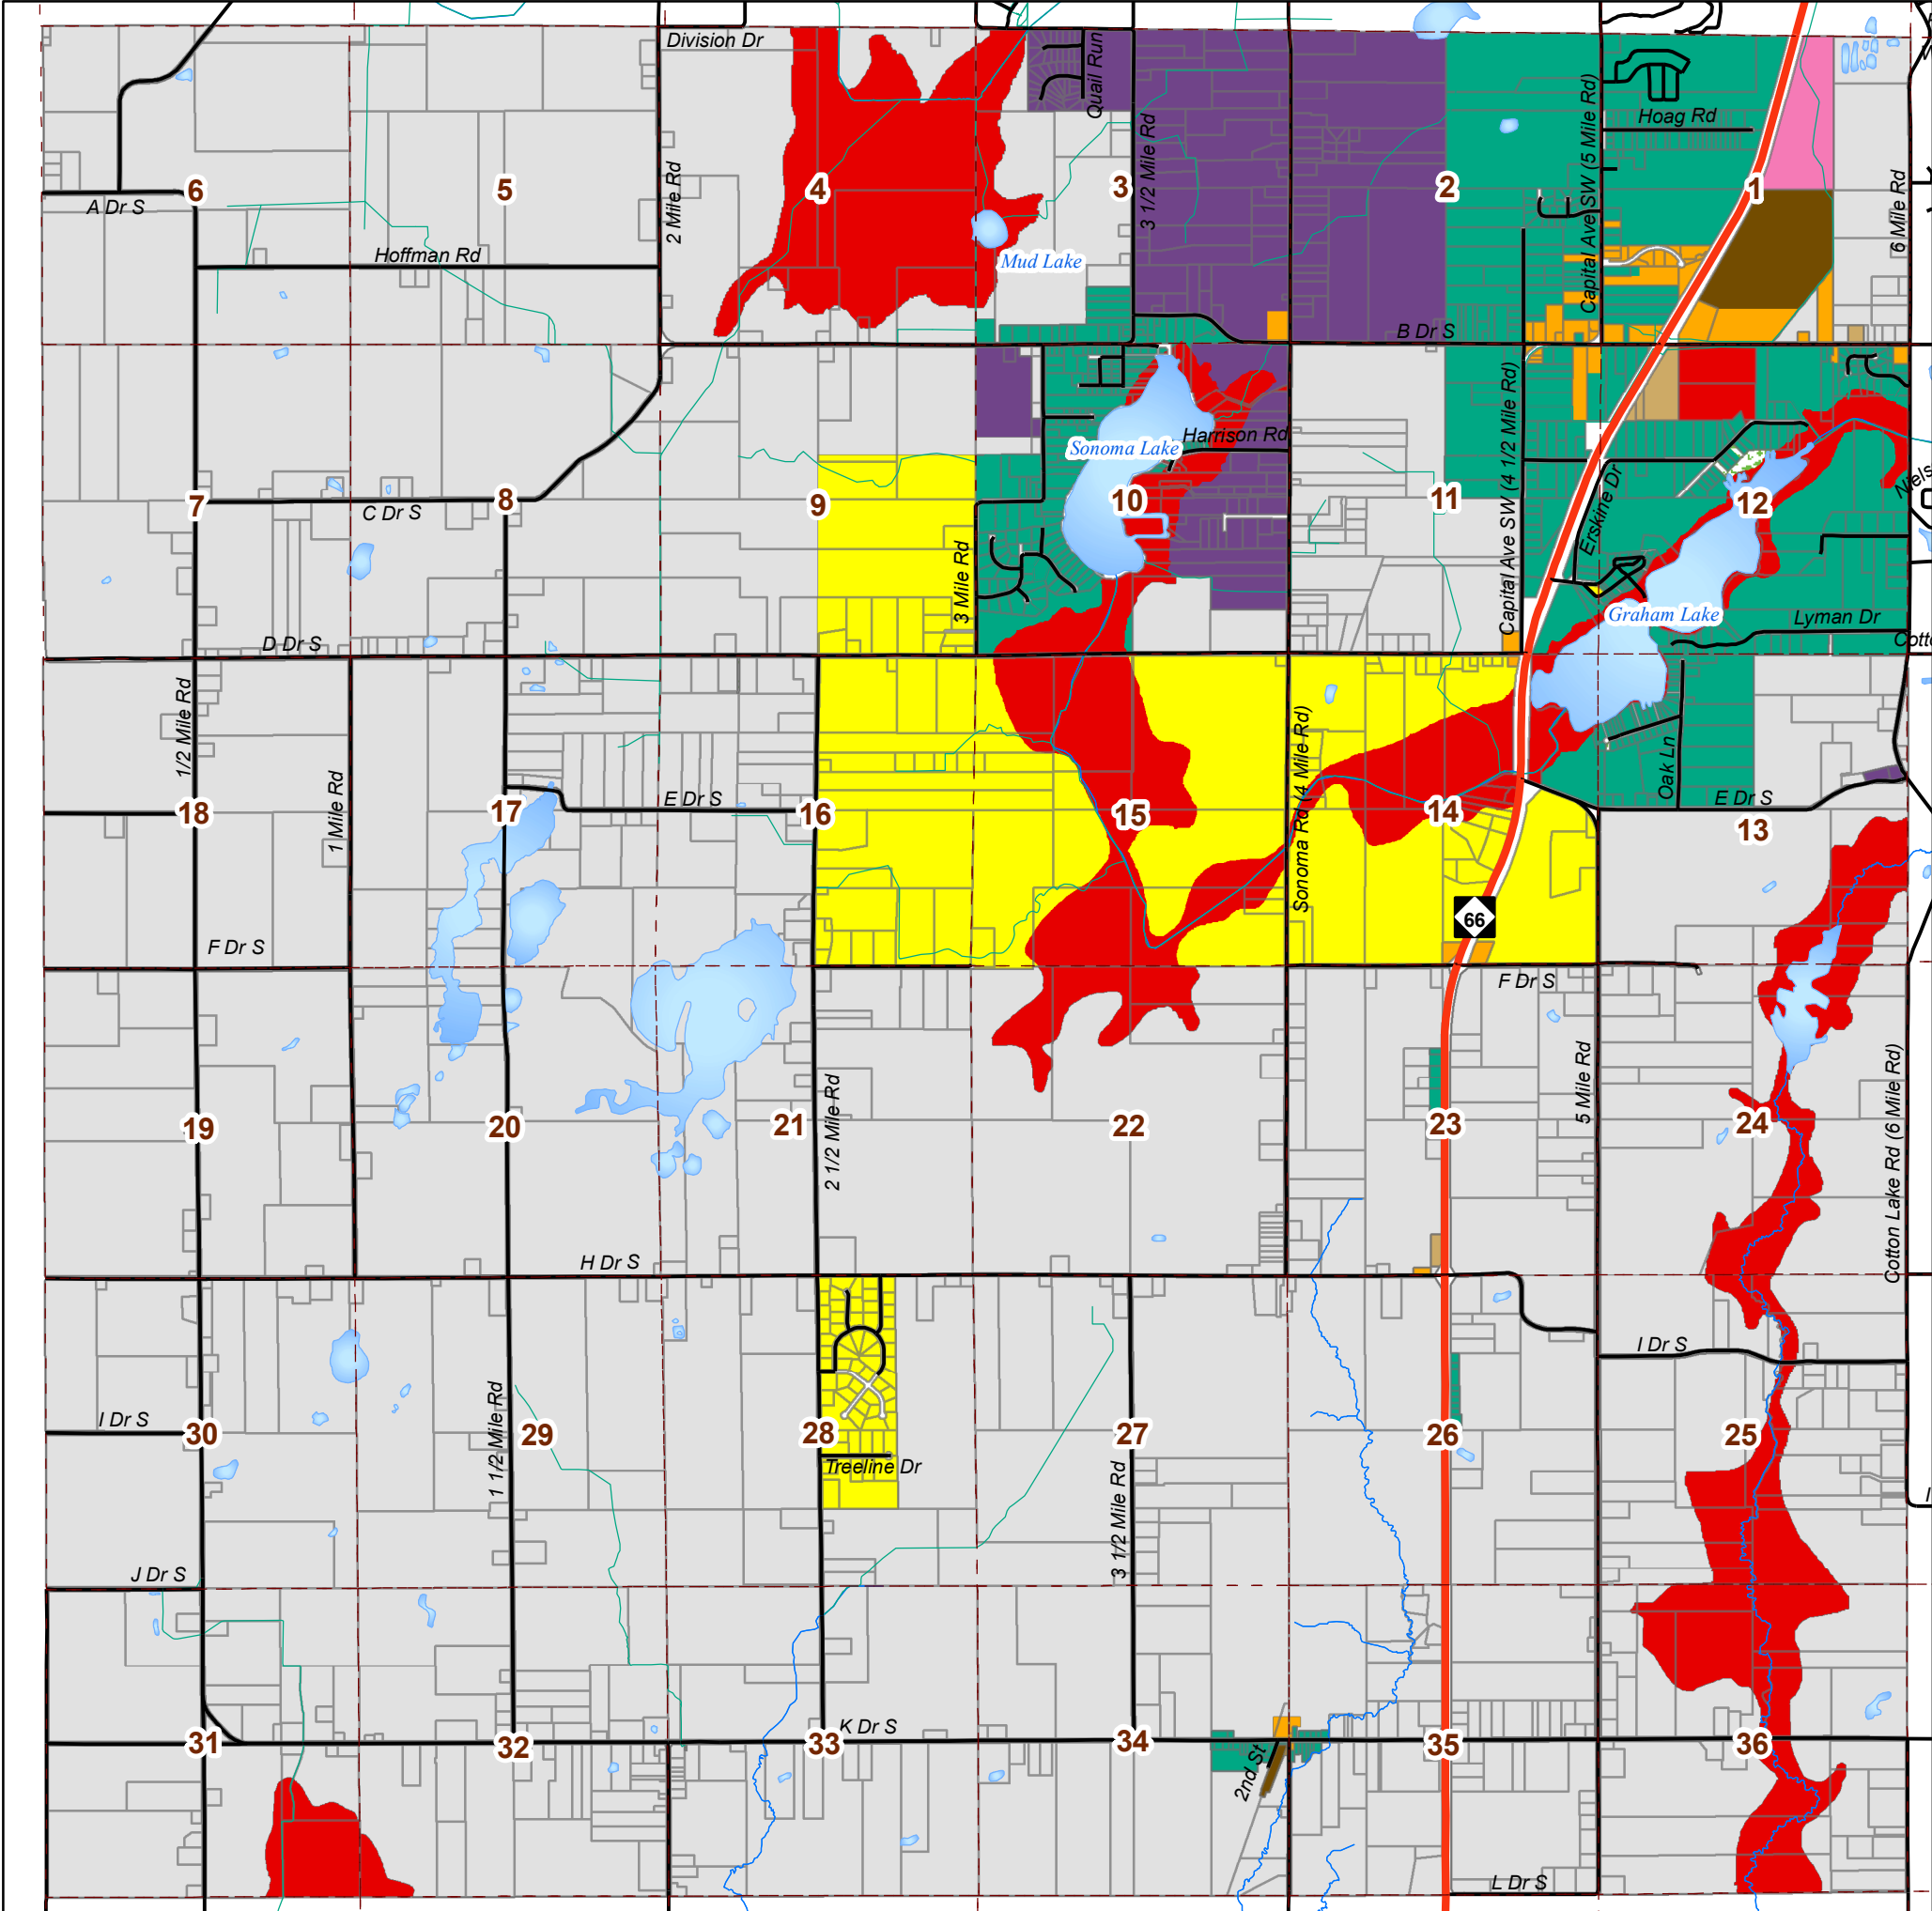 Division Dr
Quail Run
Hoag Rd
2 Mile Rd
3 1/2 Mile Rd
Capital Ave SW (5 Mile Rd)
6 Mile Rd
6
5
4
3
2
1
A Dr S
Hoffman Rd
Mud Lake
B Dr S
Sonoma Lake
Harrison Rd
Capital Ave SW (4 1/2 Mile Rd)
Erskine Dr
Niels
7
8
9
10
11
12
C Dr S
3 Mile Rd
Graham Lake
Lyman Dr
D Dr S
Cotto
1/2 Mile Rd
1 Mile Rd
Sonoma Rd (4 Mile Rd)
Oak Ln
E Dr S
E Dr S
18
17
16
15
14
13
66
F Dr S
F Dr S
2 1/2 Mile Rd
5 Mile Rd
Cotton Lake Rd (6 Mile Rd)
19
20
21
22
23
24
H Dr S
I Dr S
1 1/2 Mile Rd
I Dr S
30
29
28
27
26
25
Treeline Dr
3 1/2 Mile Rd
I
J Dr S
K Dr S
31
32
33
34
35
36
2nd St
L Dr S